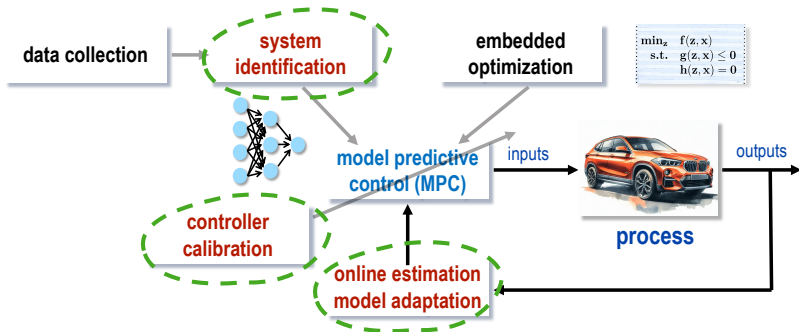 data collection
system
identification
embedded
optimization
min_z f(z, x)
s.t. g(z, x) ≤ 0
h(z, x) = 0
model predictive
control (MPC)
inputs
outputs
process
controller
calibration
online estimation
model adaptation